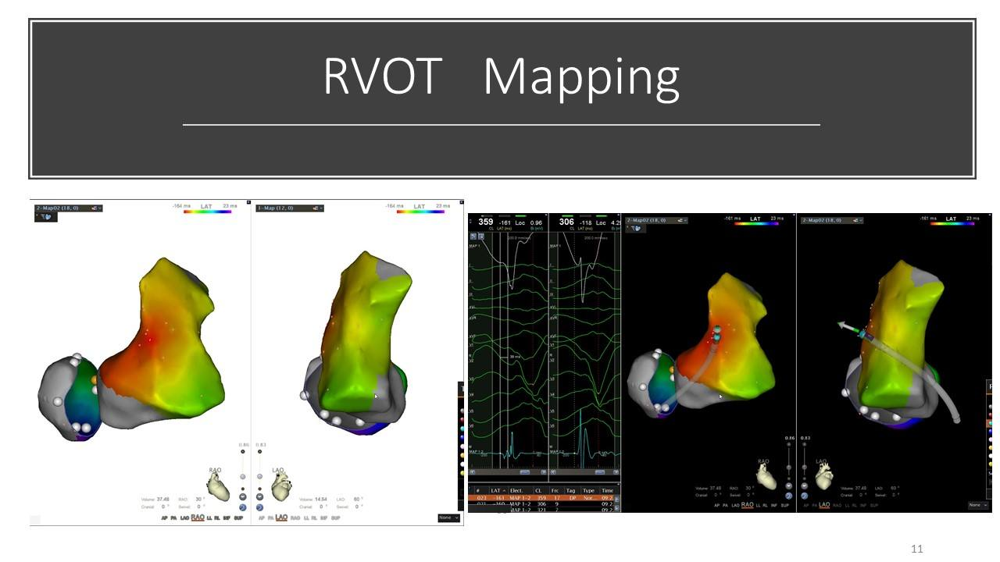 RVOT Mapping
2-Map02 (18, 0)
-164 ms LAT 23 ms
1-Map (12, 0)
-164 ms LAT 23 ms
0.86 0.83
RAO
LAO
Volume: 37.48 RAO: 30 °
Cranial: 0 ° Swivel: 0 °
Volume: 14.64 LAO: 60 °
Cranial: 0 ° Swivel: 0 °
AP PA LAO RAO LL RL INF SUP
AP PA LAO RAO LL RL INF SUP
None
359 -161 Loc 0.96
CL LAT (ms) Bi (mV)
306 -118 Loc 4.2
CL LAT (ms)
200.0 mm/sec
200.0 mm/sec
MAP 1
MAP 1
39 ms
MAP 1-2
# LAT Elect. CL Frc Tag Type Time
023 -161 MAP 1-2 359 17 DP Nor... 09:2
MAP 1-2 306 9 09:2
MAP 1-2 321
2-Map02 (18, 0)
-161 ms LAT 23 ms
2-Map02 (18, 0)
-161 ms LAT 23 ms
0.86 0.83
RAO
LAO
Volume: 37.48 RAO: 30 °
Cranial: 0 ° Swivel: 0 °
Volume: 37.48 LAO: 60 °
Cranial: 0 ° Swivel: 0 °
AP PA LAO RAO LL RL INF SUP
AP PA LAO RAO LL RL INF SUP
None
11